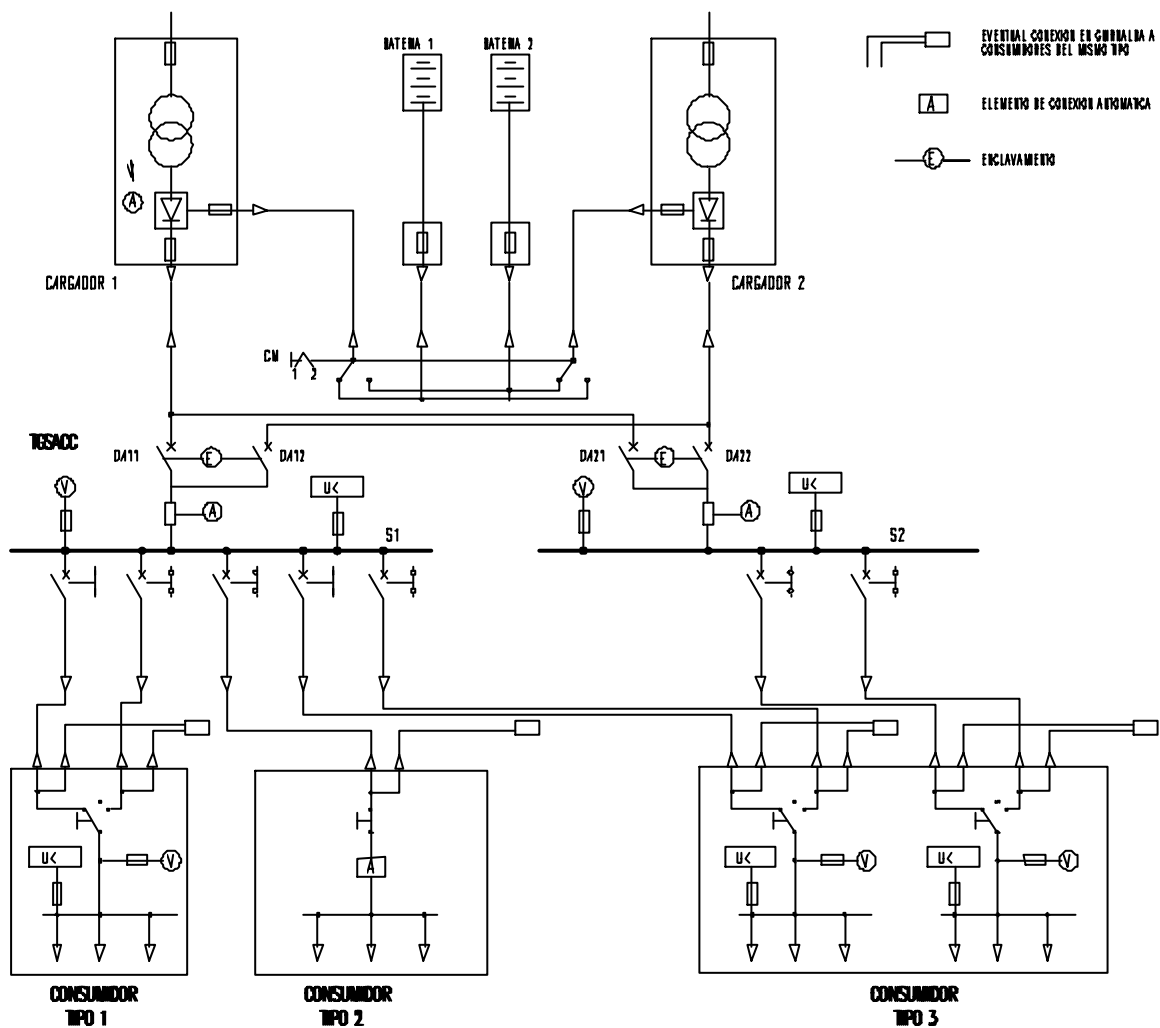 BATERIA 1
BATERIA 2
EVENTUAL CONEXION EN GUIRNALDA A
CONSUMIDORES DEL MISMO TIPO
A
ELEMENTO DE CONEXION AUTOMATICA
E
ENCLAVAMIENTO
A
CARGADOR 1
CARGADOR 2
CM
1 2
TGSACC
DA11
E
DA12
DA21
E
DA22
V
U<
A
S1
V
U<
A
S2
U<
V
A
U<
V
U<
V
CONSUMIDOR
TIPO 1
CONSUMIDOR
TIPO 2
CONSUMIDOR
TIPO 3